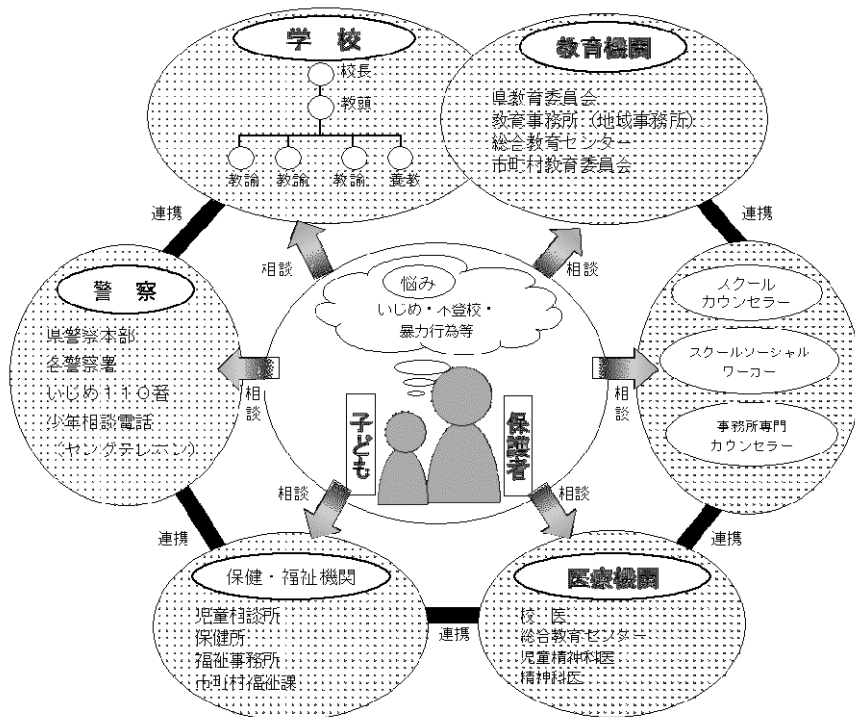 学　校
校長
教頭
教諭
教諭
教諭
養教
教育機関
県教育委員会
教育事務所（地域事務所）
総合教育センター
市町村教育委員会
連携
連携
相談
相談
悩み
いじめ・不登校・
暴力行為等
警　察
県警察本部
各警察署
いじめ１１０番
少年相談電話
（ヤングテレホン）
相談
子ども
保護者
相談
スクール
カウンセラー
スクールソーシャル
ワーカー
事務所専門
カウンセラー
相談
相談
連携
連携
保健・福祉機関
児童相談所
保健所
福祉事務所
市町村福祉課
連携
医療機関
校　医
総合教育センター
児童精神科医
精神科医